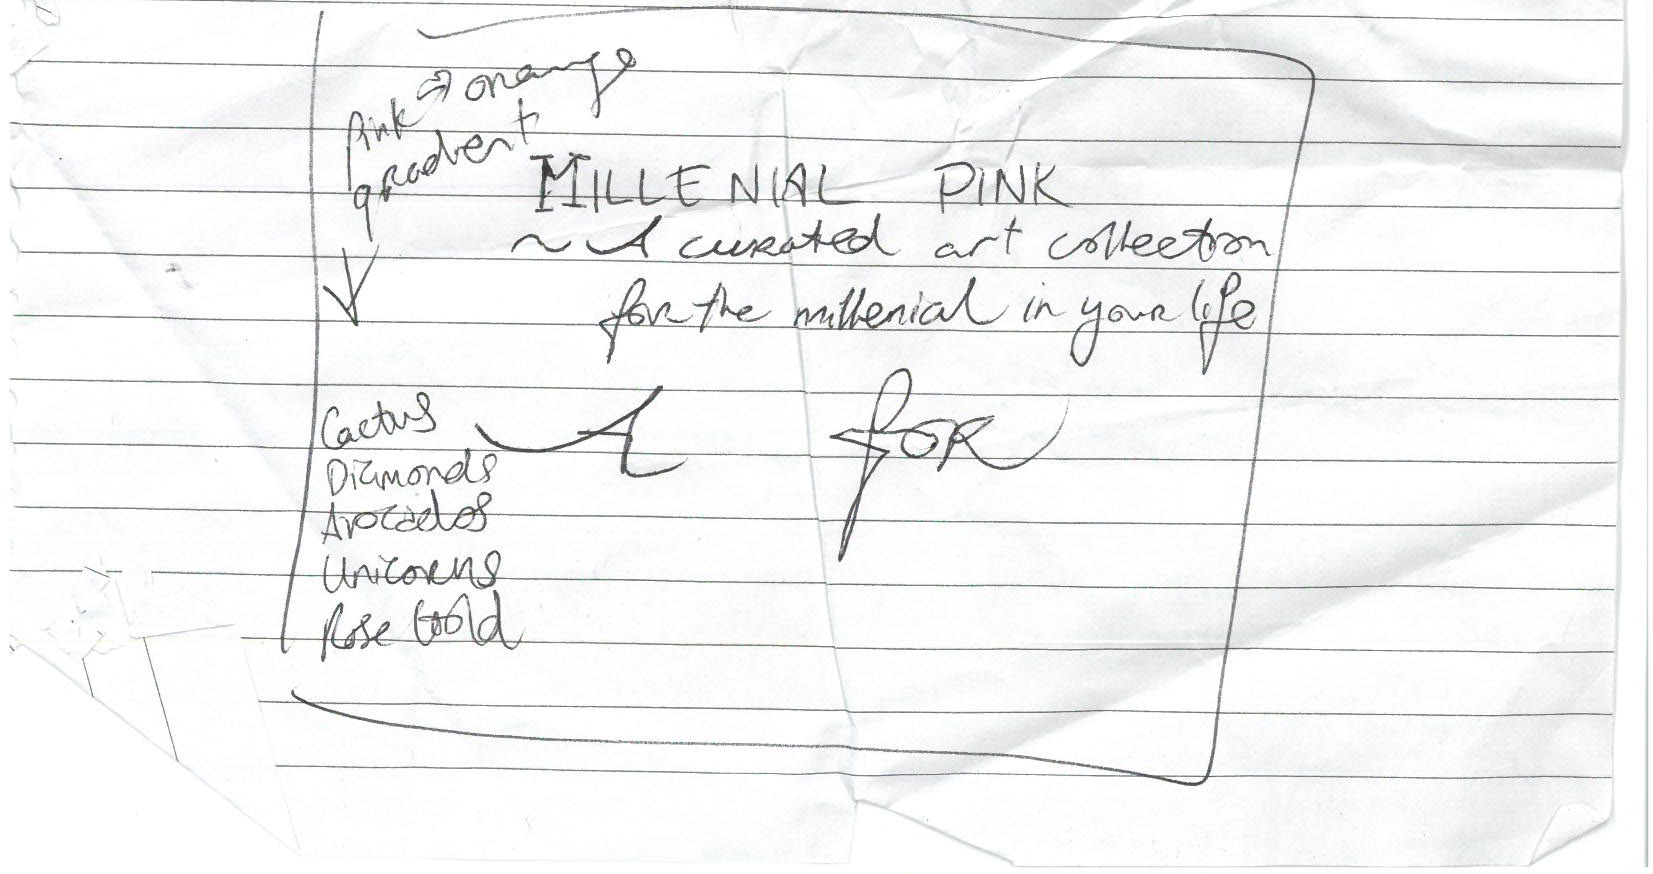 pink → orange
gradient
MILLENIAL PINK
~ A curated art collection
for the millenial in your life
A for
Cactus
Diamonds
Avocados
Unicorns
Rose Gold